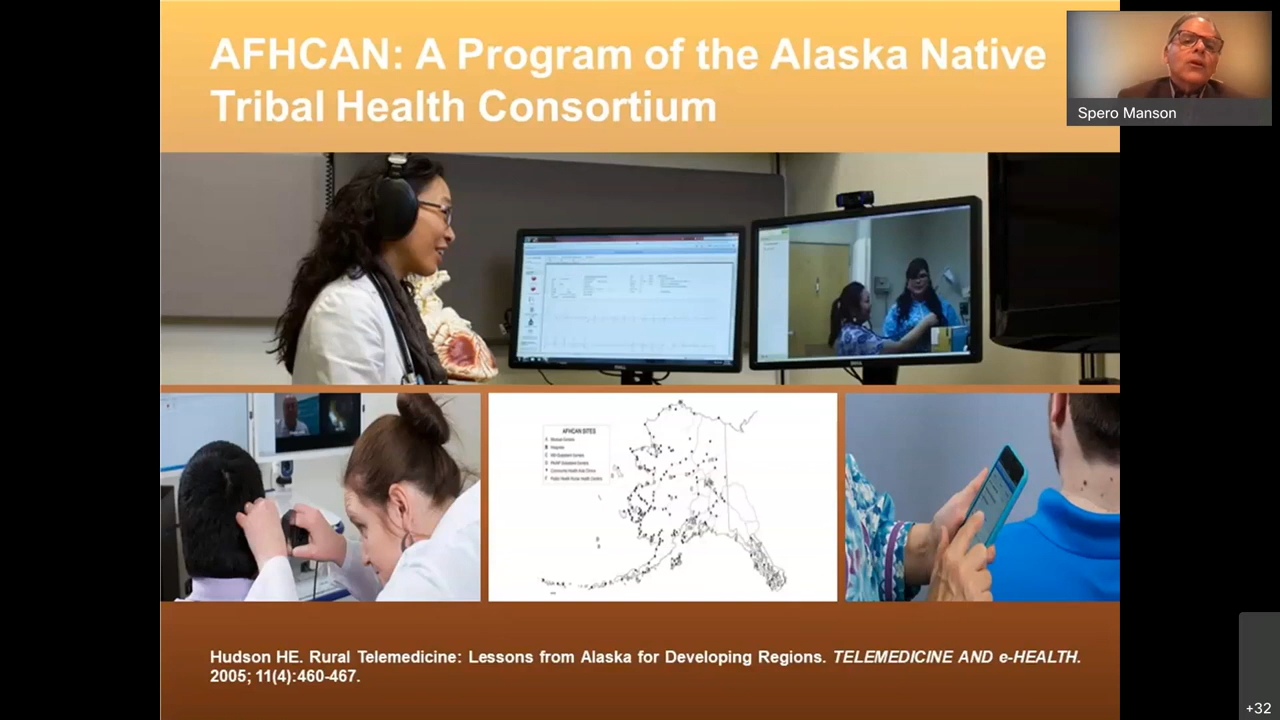 AFHCAN: A Program of the Alaska Native
Tribal Health Consortium
Spero Manson
AFHCAN SITES
Hudson HE. Rural Telemedicine: Lessons from Alaska for Developing Regions. TELEMEDICINE AND e-HEALTH.
2005; 11(4):460-467.
+32